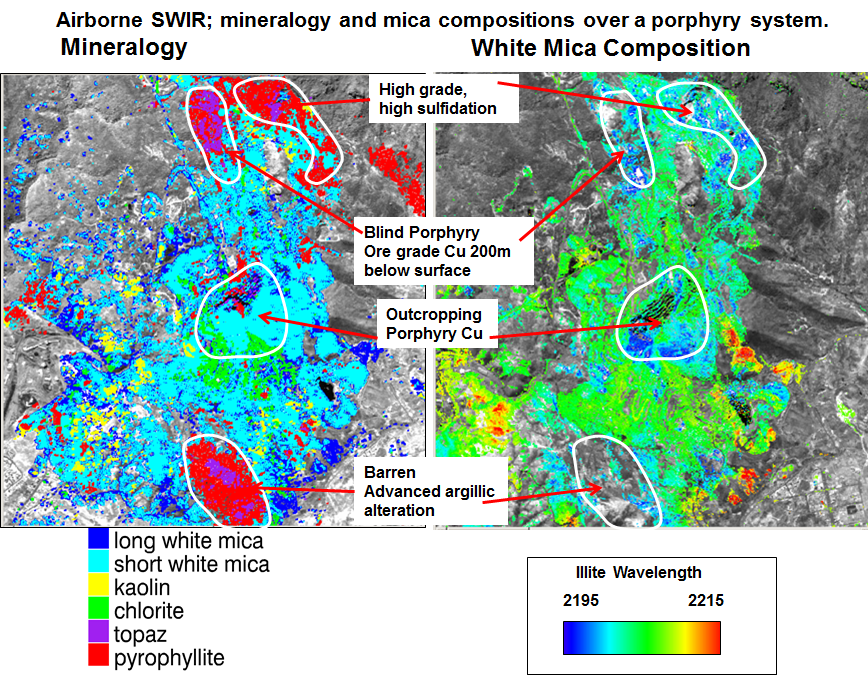 Airborne SWIR; mineralogy and mica compositions over a porphyry system.
Mineralogy
White Mica Composition
High grade,
high sulfidation
Blind Porphyry
Ore grade Cu 200m
below surface
Outcropping
Porphyry Cu
Barren
Advanced argillic
alteration
long white mica
short white mica
kaolin
chlorite
topaz
pyrophyllite
Illite Wavelength
2195 2215